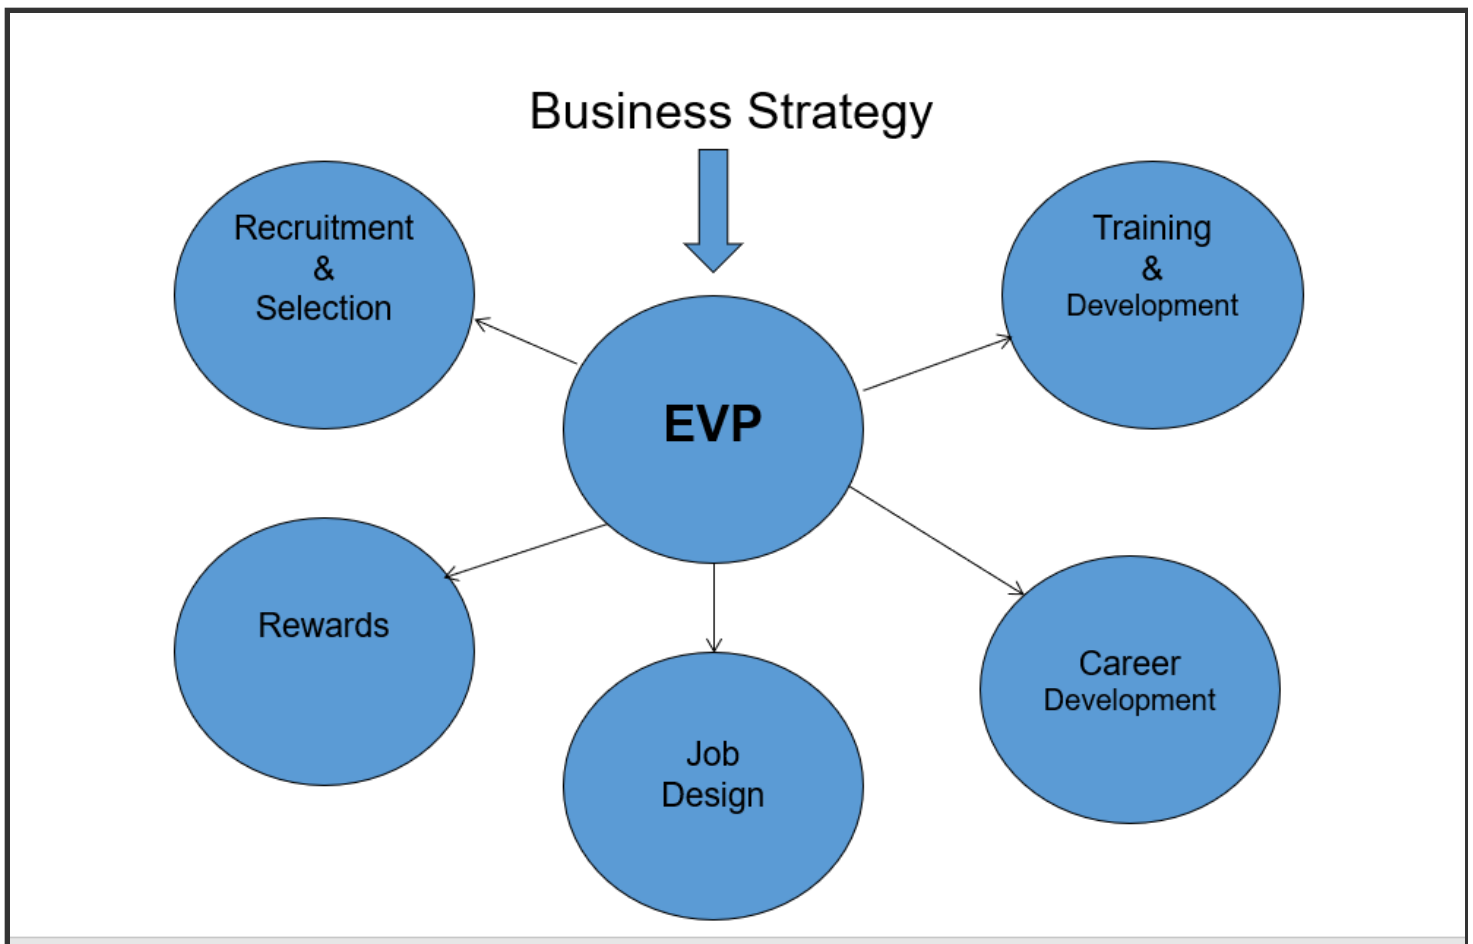 Business Strategy
Recruitment
&
Selection
Training
&
Development
EVP
Rewards
Job
Design
Career
Development